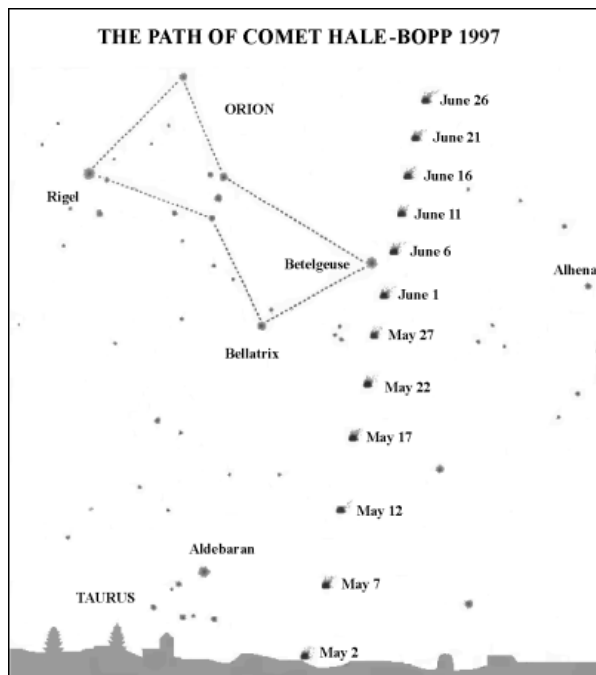 THE PATH OF COMET HALE-BOPP 1997
June 26
ORION
June 21
June 16
Rigel
June 11
June 6
Betelgeuse
Alhena
June 1
May 27
Bellatrix
May 22
May 17
May 12
Aldebaran
May 7
TAURUS
May 2